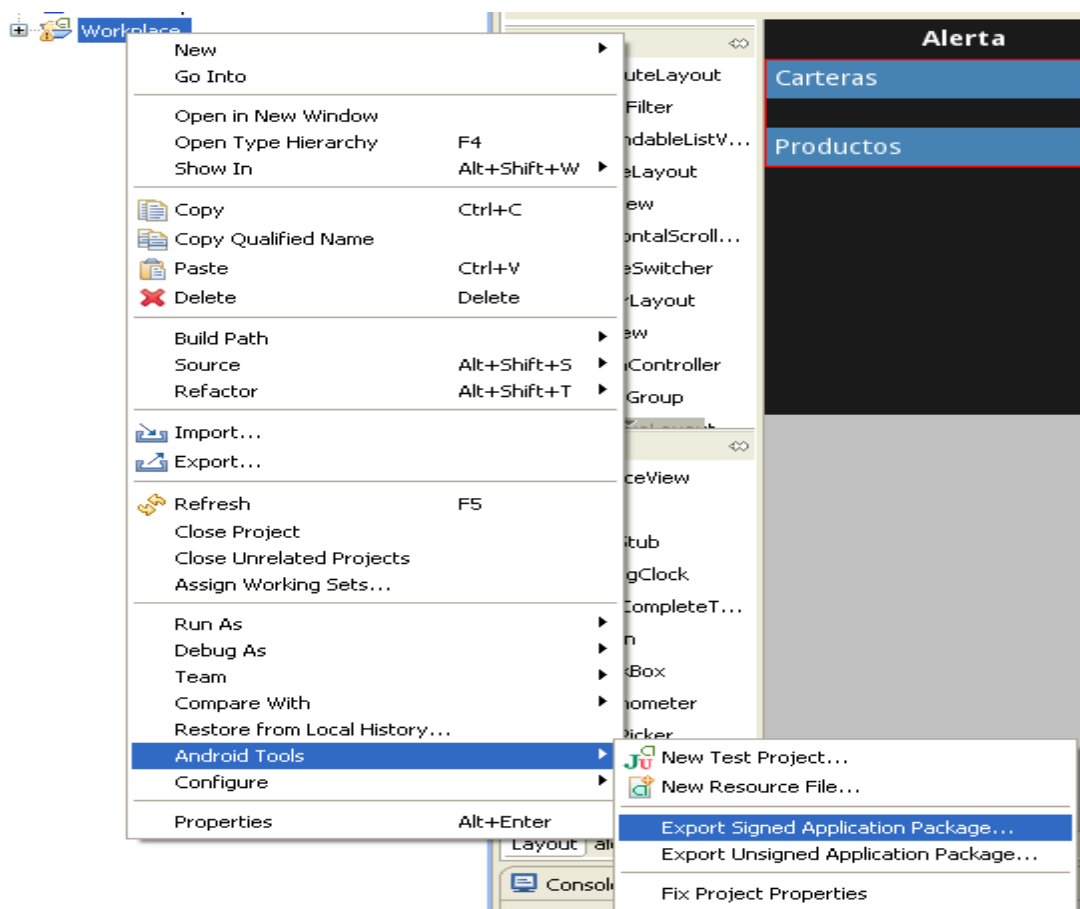 Workplace
New
Go Into
Open in New Window
Open Type Hierarchy F4
Show In Alt+Shift+W
Copy Ctrl+C
Copy Qualified Name
Paste Ctrl+V
Delete Delete
Build Path
Source Alt+Shift+S
Refactor Alt+Shift+T
Import...
Export...
Refresh F5
Close Project
Close Unrelated Projects
Assign Working Sets...
Run As
Debug As
Team
Compare With
Restore from Local History...
Android Tools
Configure
Properties Alt+Enter
uteLayout
Filter
ndableListV...
eLayout
ew
ontalScroll...
eSwitcher
rLayout
ew
Controller
Group
ceView
Stub
gClock
CompleteT...
n
kBox
nometer
Picker
Alerta
Carteras
Productos
New Test Project...
New Resource File...
Export Signed Application Package...
Export Unsigned Application Package...
Fix Project Properties
Layout al
Consol